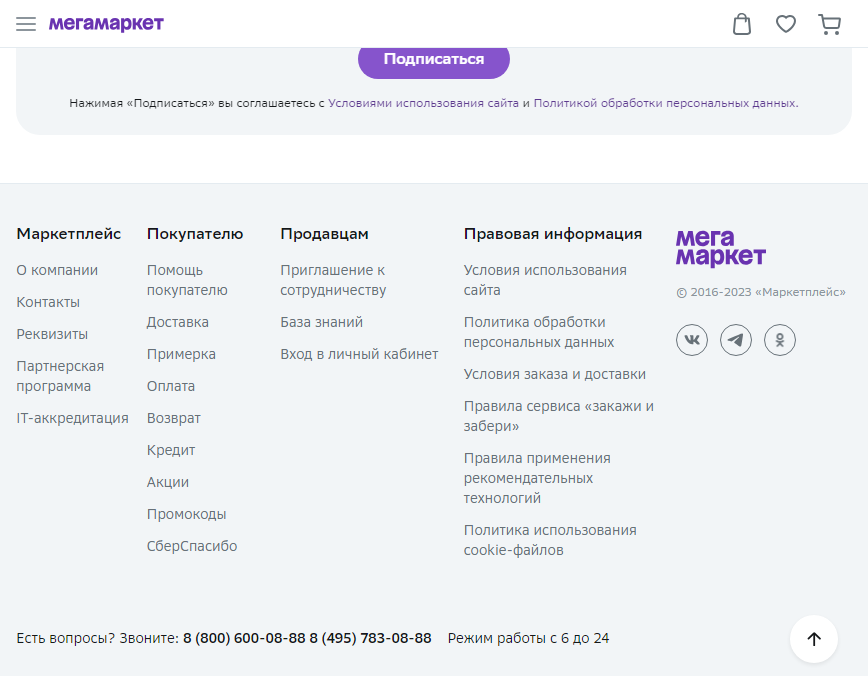 мегамаркет
Подписаться
Нажимая «Подписаться» вы соглашаетесь с Условиями использования сайта и Политикой обработки персональных данных.
Маркетплейс
О компании
Контакты
Реквизиты
Партнерская
программа
IT-аккредитация
Покупателю
Помощь
покупателю
Доставка
Примерка
Оплата
Возврат
Кредит
Акции
Промокоды
СберСпасибо
Продавцам
Приглашение к
сотрудничеству
База знаний
Вход в личный кабинет
Правовая информация
Условия использования
сайта
Политика обработки
персональных данных
Условия заказа и доставки
Правила сервиса «закажи и
забери»
Правила применения
рекомендательных
технологий
Политика использования
cookie-файлов
мега
маркет
© 2016-2023 «Маркетплейс»
Есть вопросы? Звоните: 8 (800) 600-08-88 8 (495) 783-08-88 Режим работы с 6 до 24